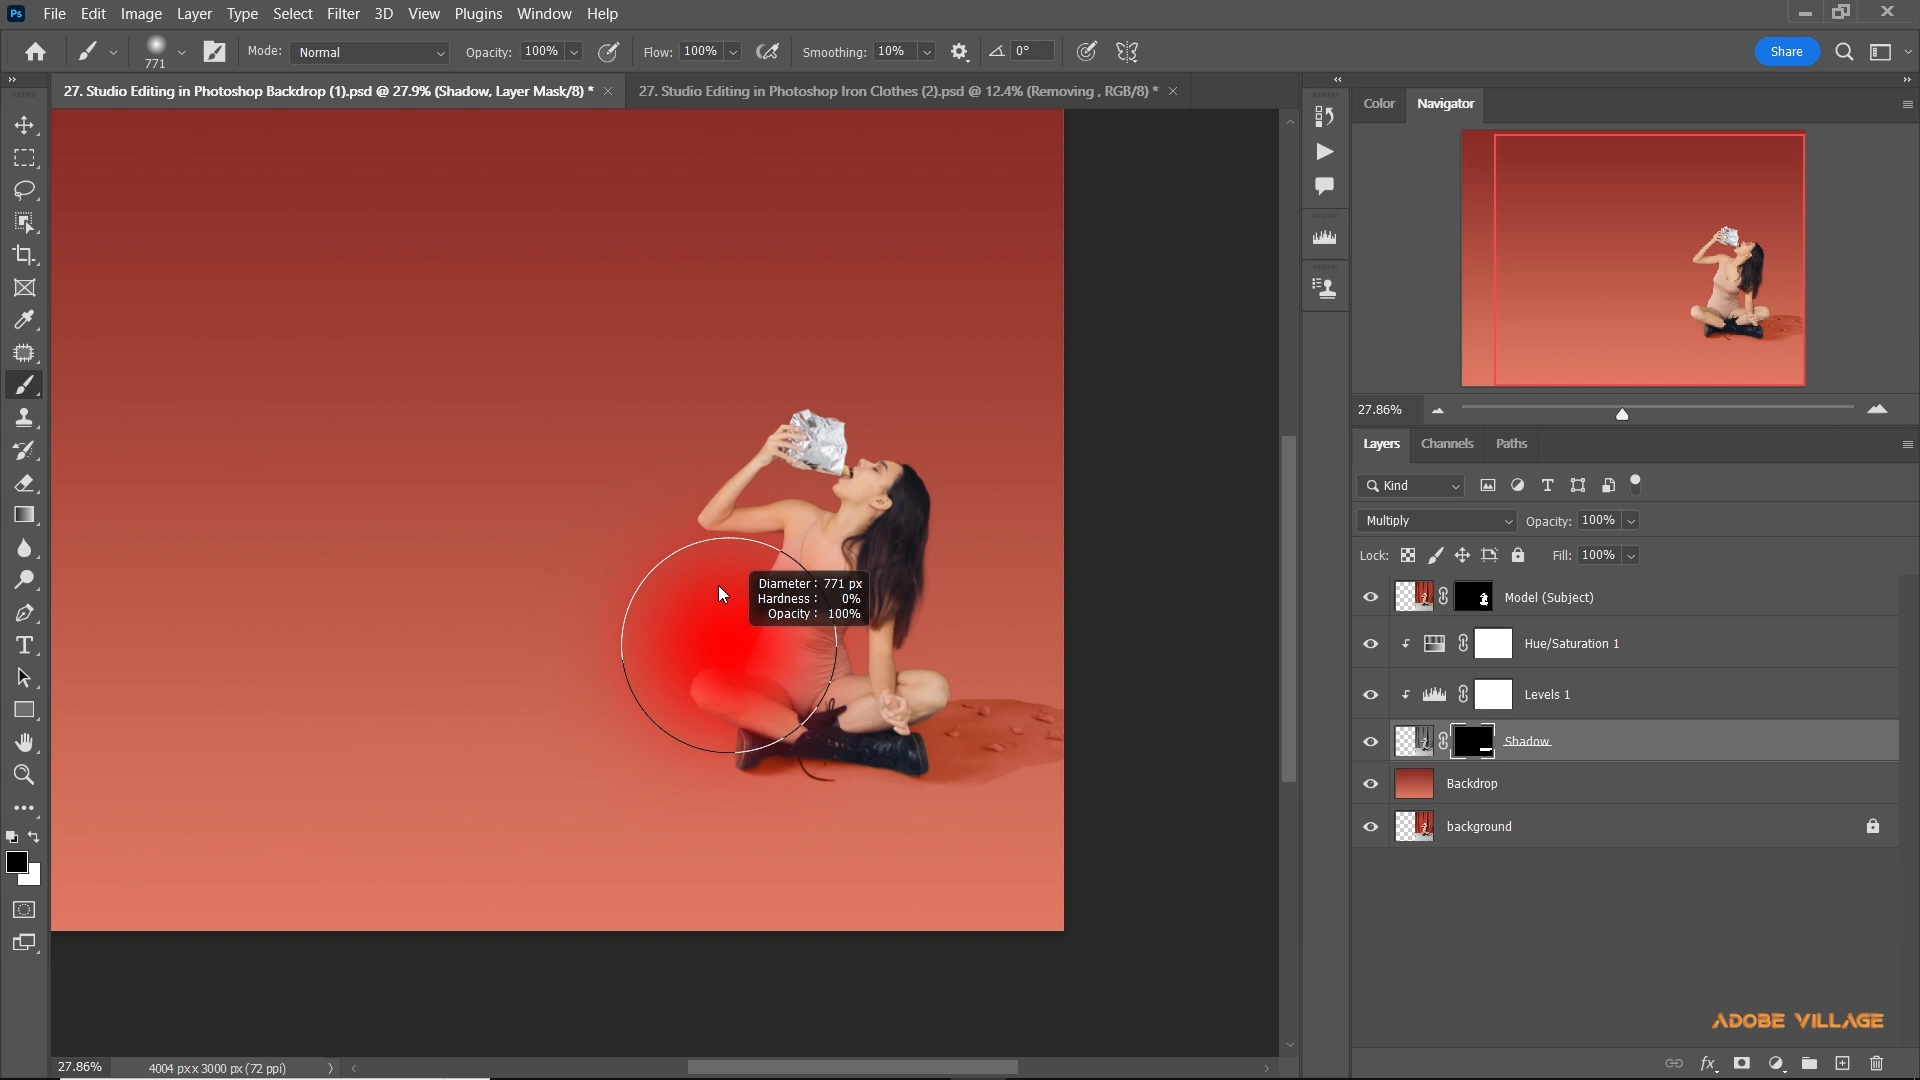 Ps File Edit Image Layer Type Select Filter 3D View Plugins Window Help
771 Mode: Normal Opacity: 100% Flow: 100% Smoothing: 10% 0° Share
27. Studio Editing in Photoshop Backdrop (1).psd @ 27.9% (Shadow, Layer Mask/8) * 27. Studio Editing in Photoshop Iron Clothes (2).psd @ 12.4% (Removing , RGB/8) *
Color Navigator
27.86%
Layers Channels Paths
Kind
Multiply Opacity: 100%
Lock: Fill: 100%
Diameter: 771 px
Hardness: 0%
Opacity: 100%
Model (Subject)
Hue/Saturation 1
Levels 1
Shadow
Backdrop
background
ADOBE VILLAGE
27.86% 4004 px x 3000 px (72 ppi)
fx